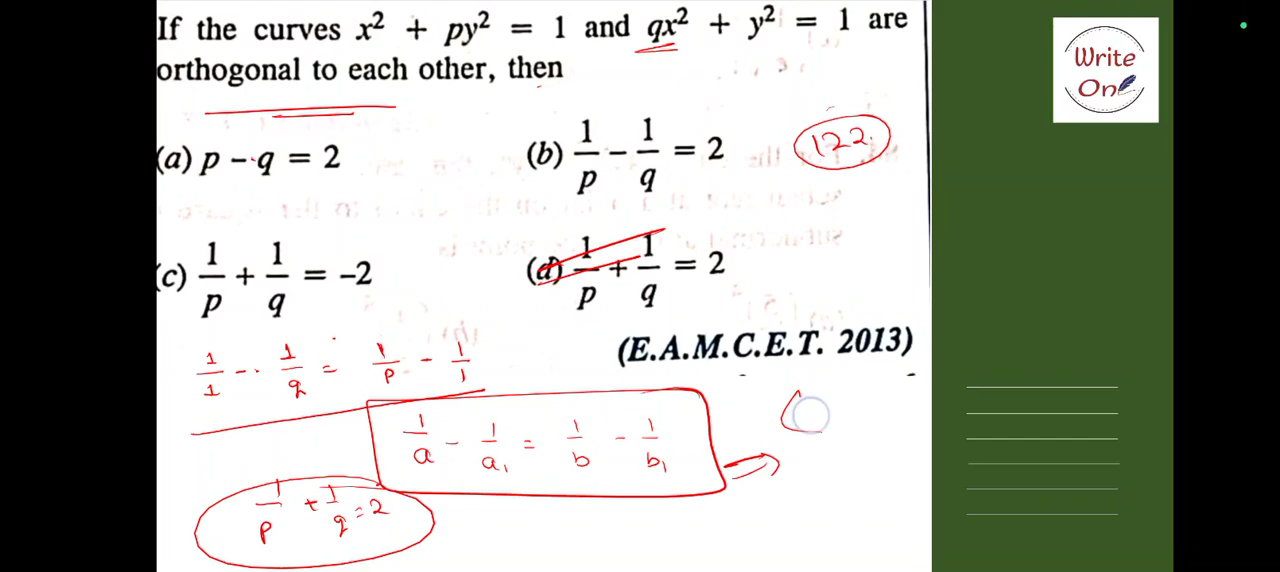 If the curves x² + py² = 1 and qx² + y² = 1 are
orthogonal to each other, then
(a) p - q = 2
(b) 1/p - 1/q = 2
122
(c) 1/p + 1/q = -2
(d) 1/p + 1/q = 2
(E.A.M.C.E.T. 2013)
1/1 - 1/q = 1/p - 1/1
1/a - 1/a₁ = 1/b - 1/b₁
1/p + 1/q = 2
Write
On